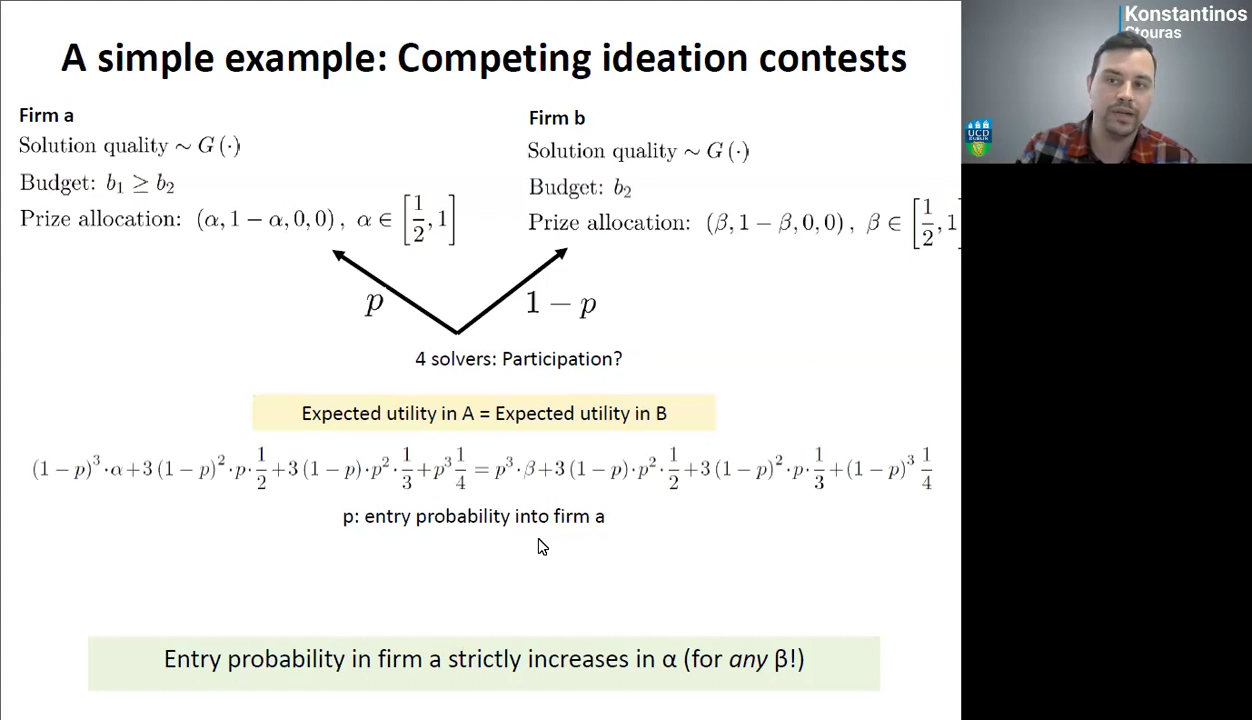 A simple example: Competing ideation contests
Firm a
Solution quality ∼ G (·)
Budget: b₁ ≥ b₂
Prize allocation: (α, 1 − α, 0, 0) , α ∈ [1/2, 1]
Firm b
Solution quality ∼ G (·)
Budget: b₂
Prize allocation: (β, 1 − β, 0, 0) , β ∈ [1/2, 1]
p
1 − p
4 solvers: Participation?
Expected utility in A = Expected utility in B
(1 − p)³ · α + 3 (1 − p)² · p · 1/2 + 3 (1 − p) · p² · 1/3 + p³ 1/4 = p³ · β + 3 (1 − p) · p² · 1/2 + 3 (1 − p)² · p · 1/3 + (1 − p)³ 1/4
p: entry probability into firm a
Entry probability in firm a strictly increases in α (for any β!)
Konstantinos
Stouras
UCD
DUBLIN